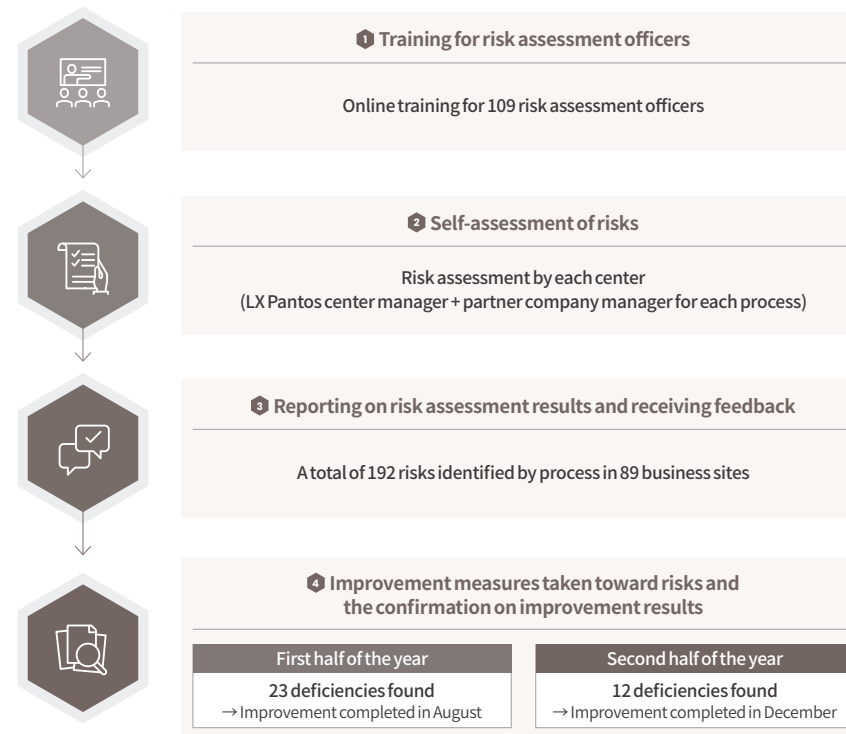 1 Training for risk assessment officers
Online training for 109 risk assessment officers
2 Self-assessment of risks
Risk assessment by each center
(LX Pantos center manager + partner company manager for each process)
3 Reporting on risk assessment results and receiving feedback
A total of 192 risks identified by process in 89 business sites
4 Improvement measures taken toward risks and
the confirmation on improvement results
First half of the year
23 deficiencies found
→ Improvement completed in August
Second half of the year
12 deficiencies found
→ Improvement completed in December